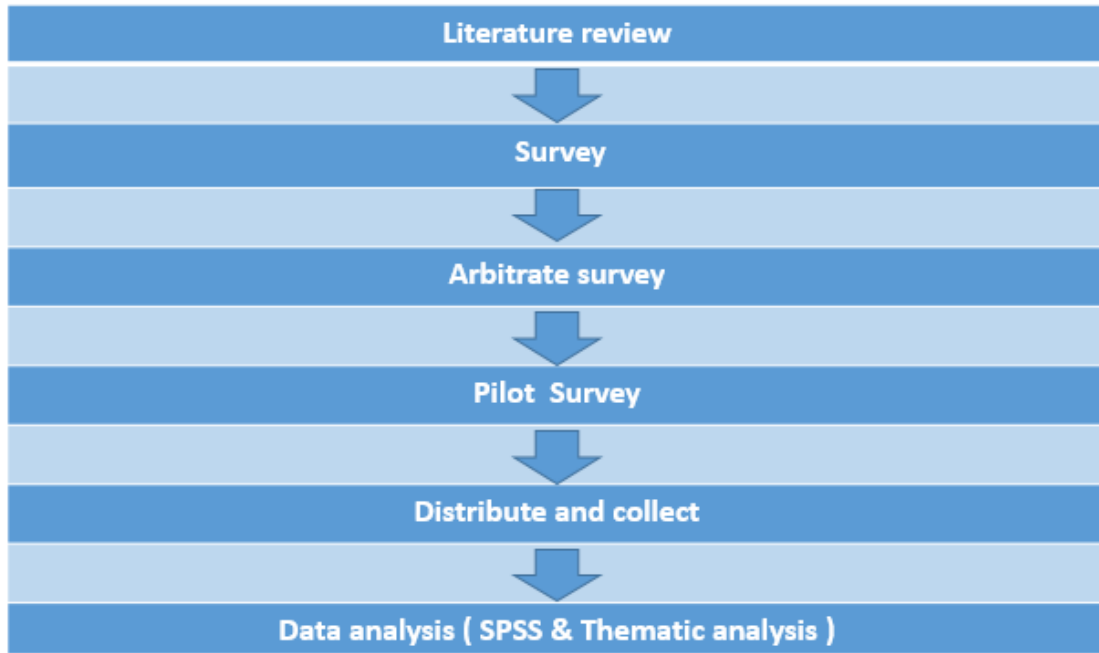 Literature review
Survey
Arbitrate survey
Pilot Survey
Distribute and collect
Data analysis ( SPSS & Thematic analysis )